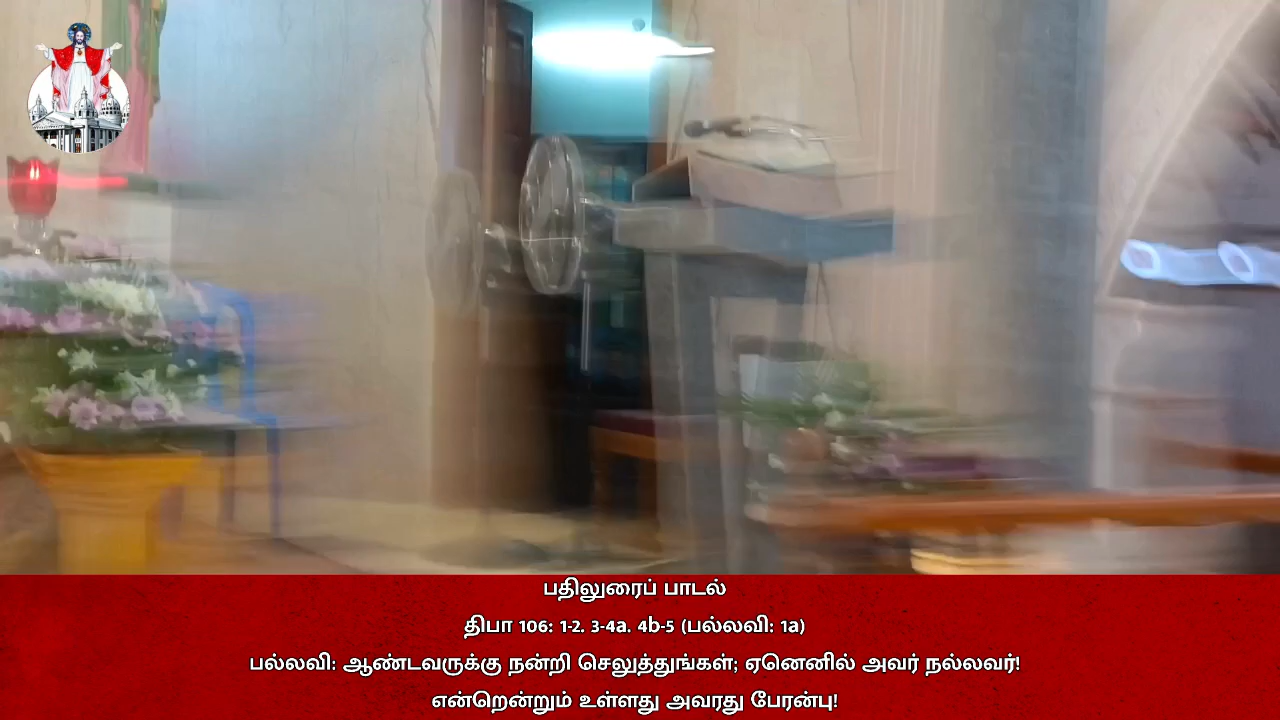 பதிலுரைப் பாடல்
திபா 106: 1-2. 3-4a. 4b-5 (பல்லவி: 1a)
பல்லவி: ஆண்டவருக்கு நன்றி செலுத்துங்கள்; ஏனெனில் அவர் நல்லவர்!
என்றென்றும் உள்ளது அவரது பேரன்பு!